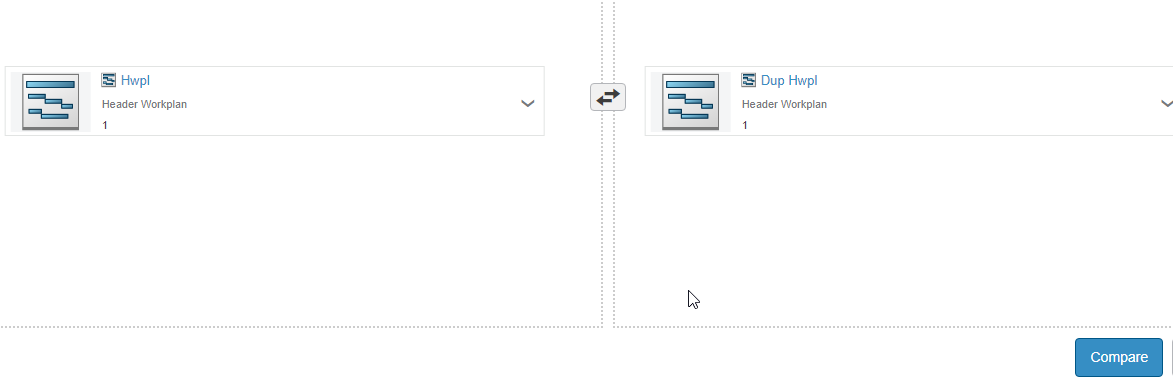 Hwpl
Header Workplan
1
Dup Hwpl
Header Workplan
1
Compare